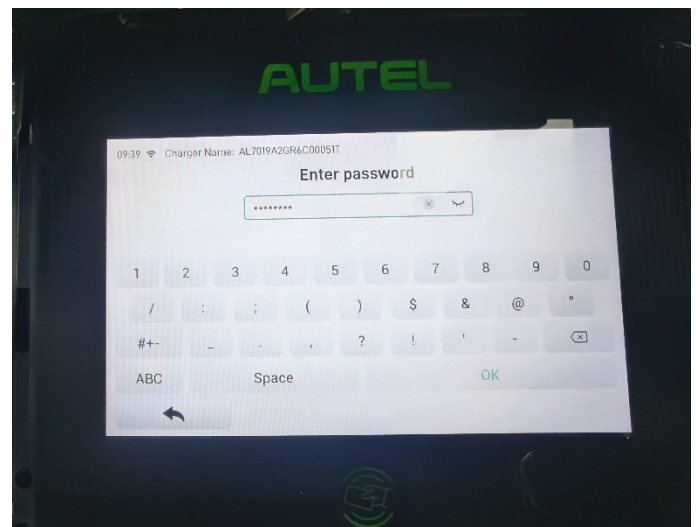 AUTEL
09:39 Charger Name: AL7019A2GR6C00051T
Enter password
********
1 2 3 4 5 6 7 8 9 0
/ : ; ( ) $ & @ "
#+- _ . , ? ! ' -
ABC Space OK